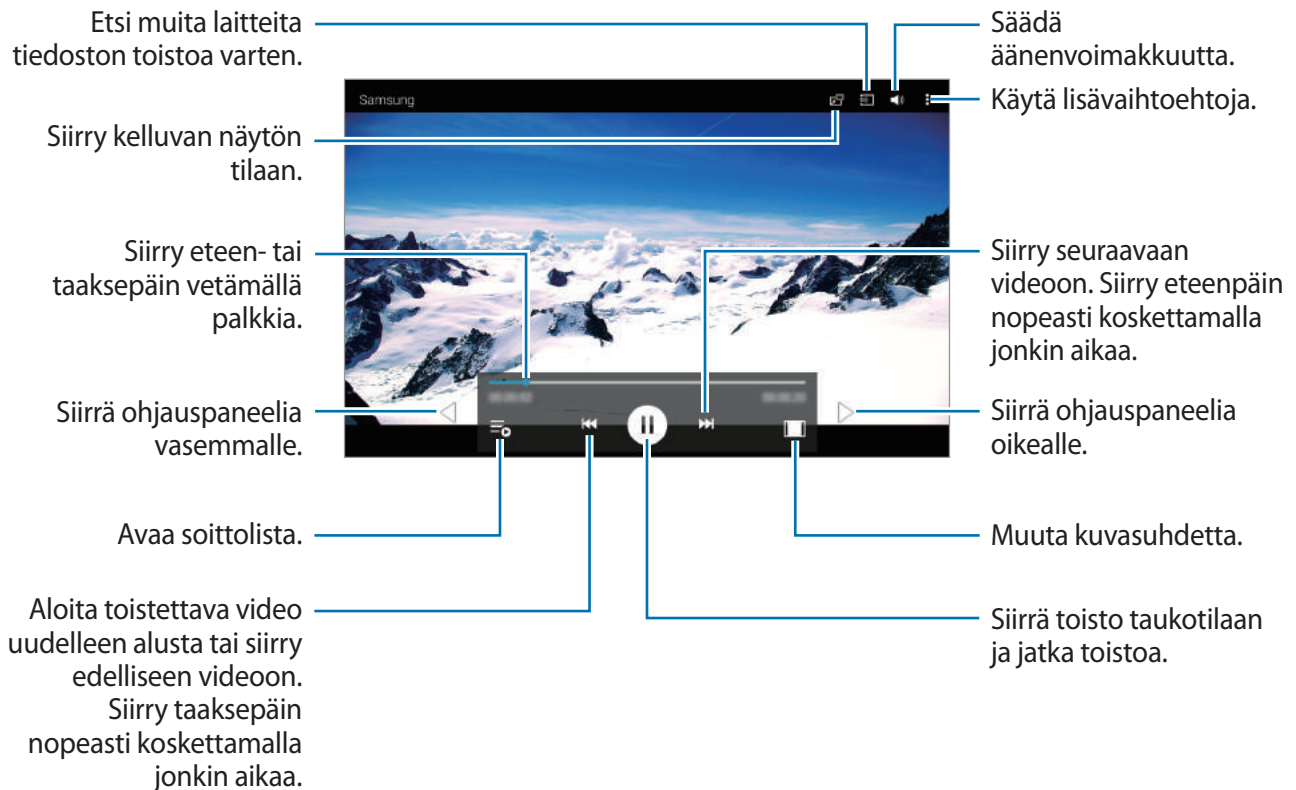 Etsi muita laitteita
tiedoston toistoa varten.
Siirry kelluvan näytön
tilaan.
Siirry eteen- tai
taaksepäin vetämällä
palkkia.
Siirrä ohjauspaneelia
vasemmalle.
Avaa soittolista.
Aloita toistettava video
uudelleen alusta tai siirry
edelliseen videoon.
Siirry taaksepäin
nopeasti koskettamalla
jonkin aikaa.
Samsung
Säädä
äänenvoimakkuutta.
Käytä lisävaihtoehtoja.
Siirry seuraavaan
videoon. Siirry eteenpäin
nopeasti koskettamalla
jonkin aikaa.
Siirrä ohjauspaneelia
oikealle.
Muuta kuvasuhdetta.
Siirrä toisto taukotilaan
ja jatka toistoa.